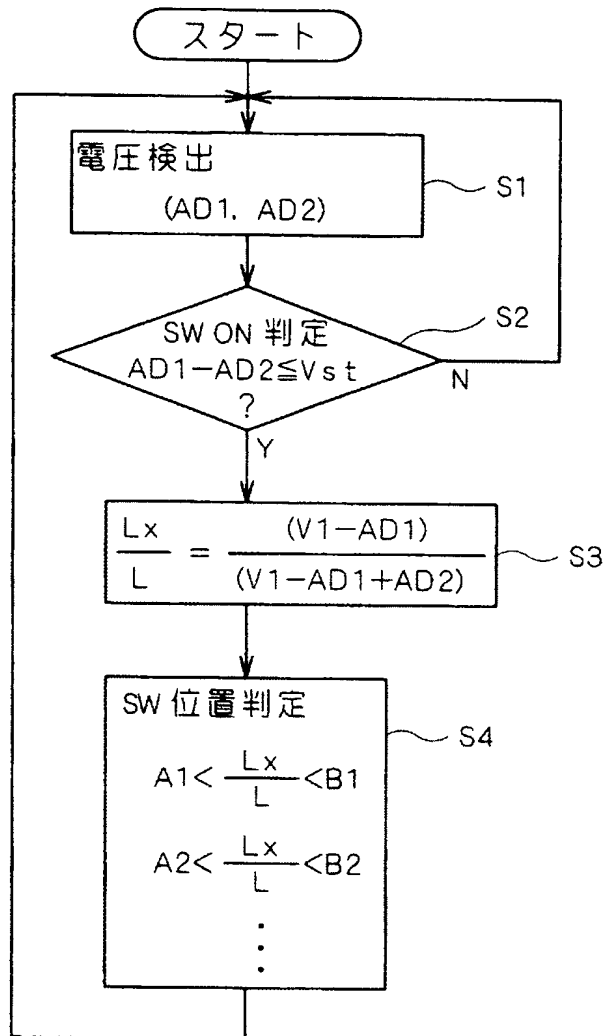 スタート
電圧検出
(AD1, AD2)
S1
SW ON 判定
AD1-AD2≦Vst
?
S2
N
Y
Lx/L = (V1-AD1)/(V1-AD1+AD2)
S3
SW 位置判定
S4
A1< Lx/L <B1
A2< Lx/L <B2
⋮